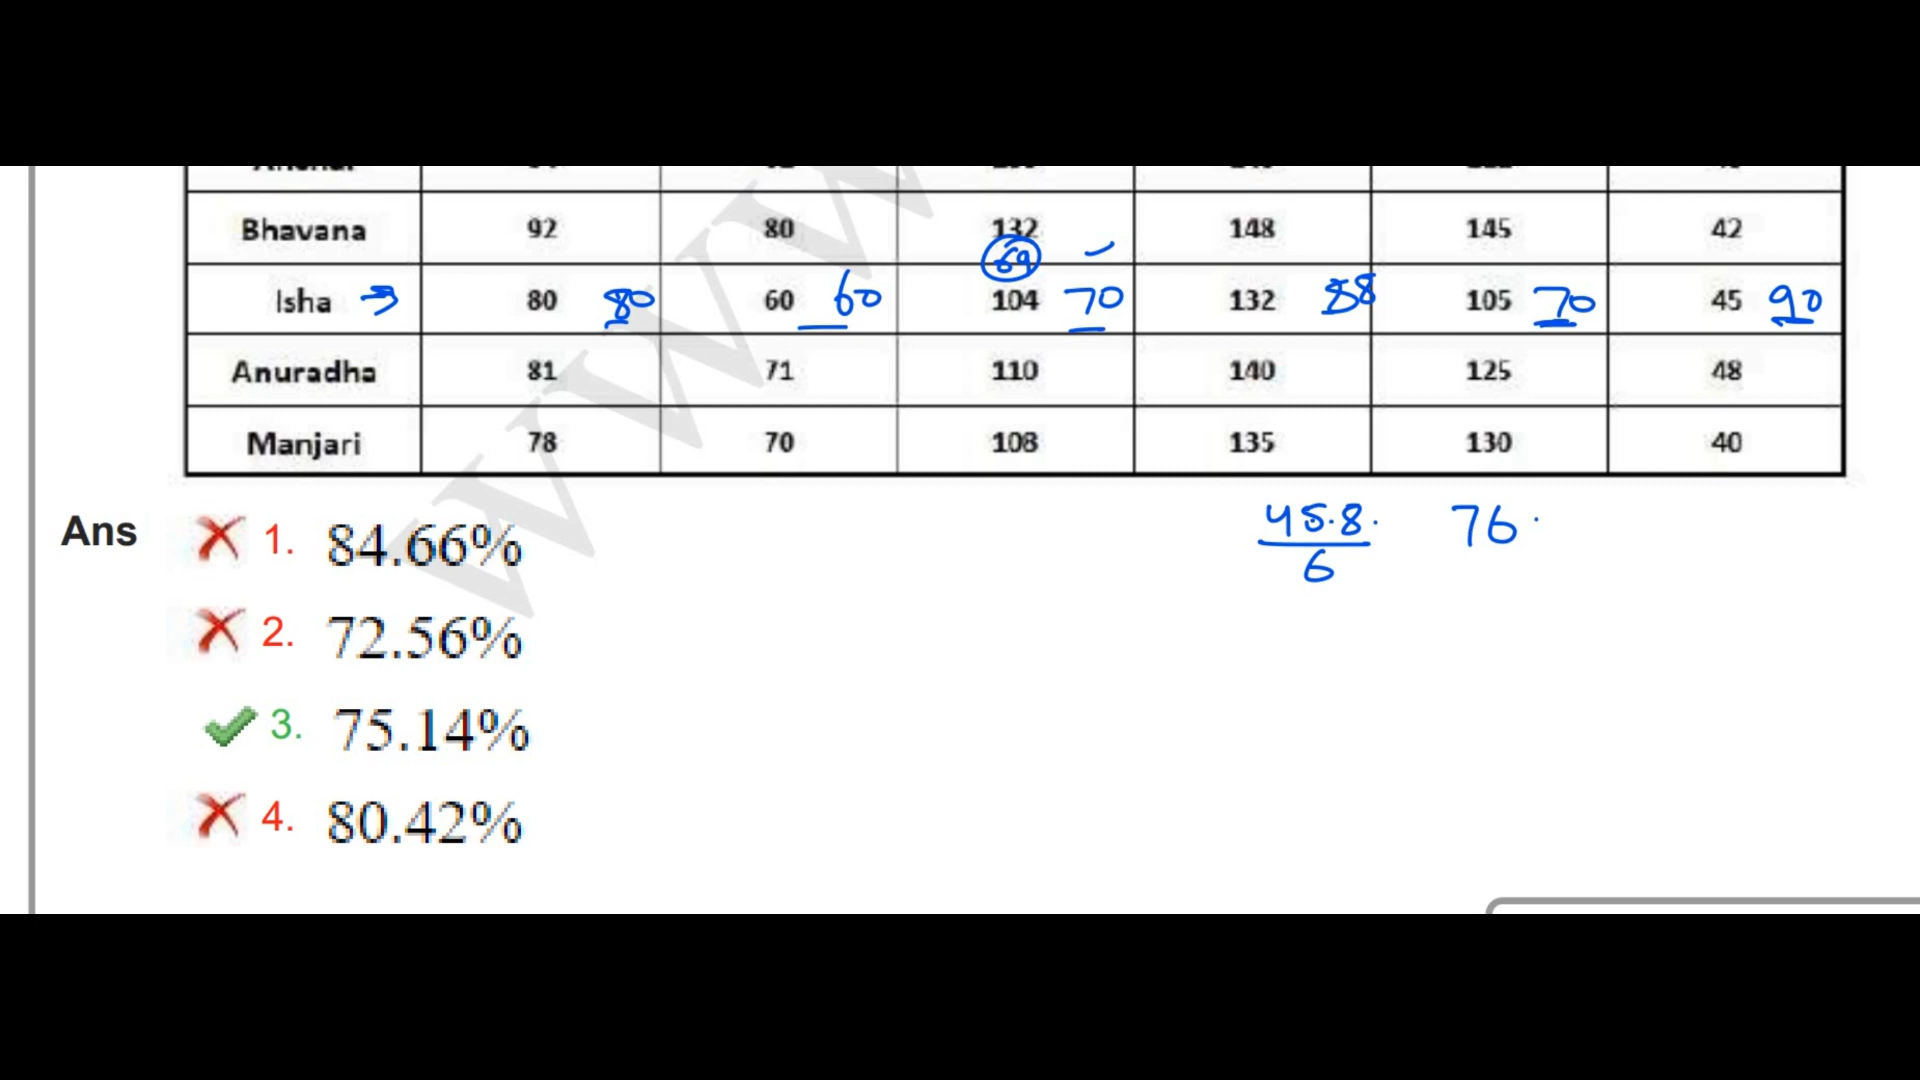 Bhavana 92 80 132 148 145 42
69
Isha → 80 80 60 60 104 70 132 88 105 70 45 90
Anuradha 81 71 110 140 125 48
Manjari 78 70 108 135 130 40
Ans
1. 84.66%
2. 72.56%
3. 75.14%
4. 80.42%
45.8.
6
76.
WWW